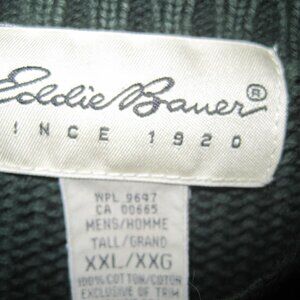 Eddie Bauer®
SINCE 1920
WPL 9647
CA 00665
MENS/HOMME
TALL/GRAND
XXL/XXG
100% COTTON/COTON
EXCLUSIVE OF TRIM